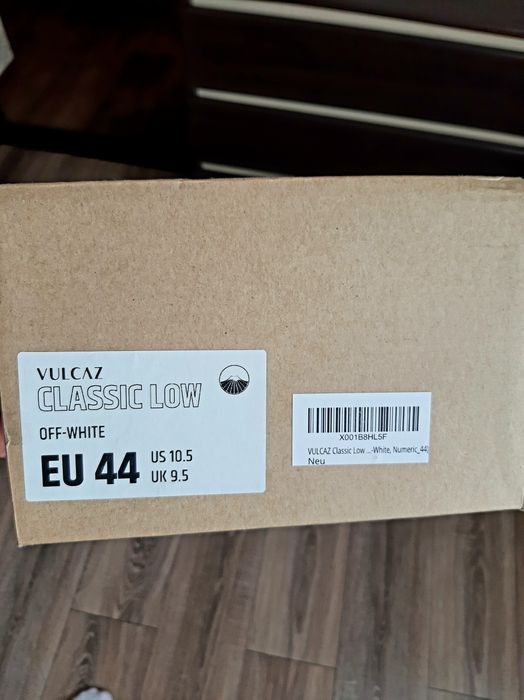 VULCAZ
CLASSIC LOW
OFF-WHITE
EU 44
US 10.5
UK 9.5
X001B8HL5F
VULCAZ Classic Low ...-White, Numeric_44)
Neu